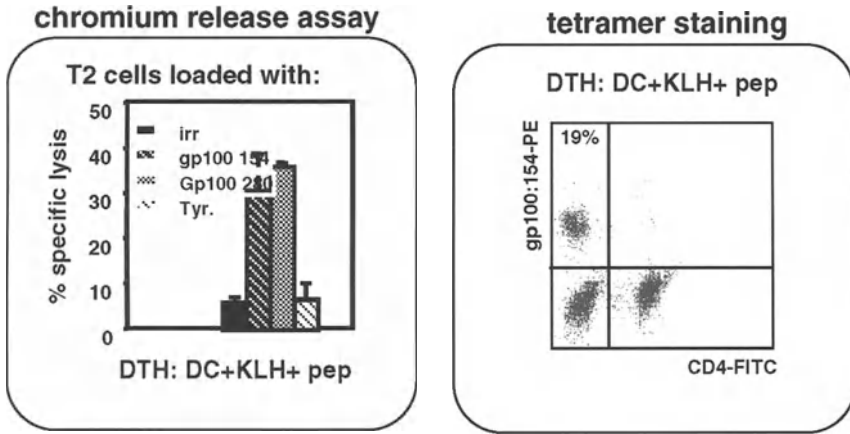 chromium release assay
T2 cells loaded with:
% specific lysis
50
40
30
20
10
0
irr
gp100 154
Gp100 280
Tyr.
DTH: DC+KLH+ pep
tetramer staining
DTH: DC+KLH+ pep
gp100:154-PE
19%
CD4-FITC